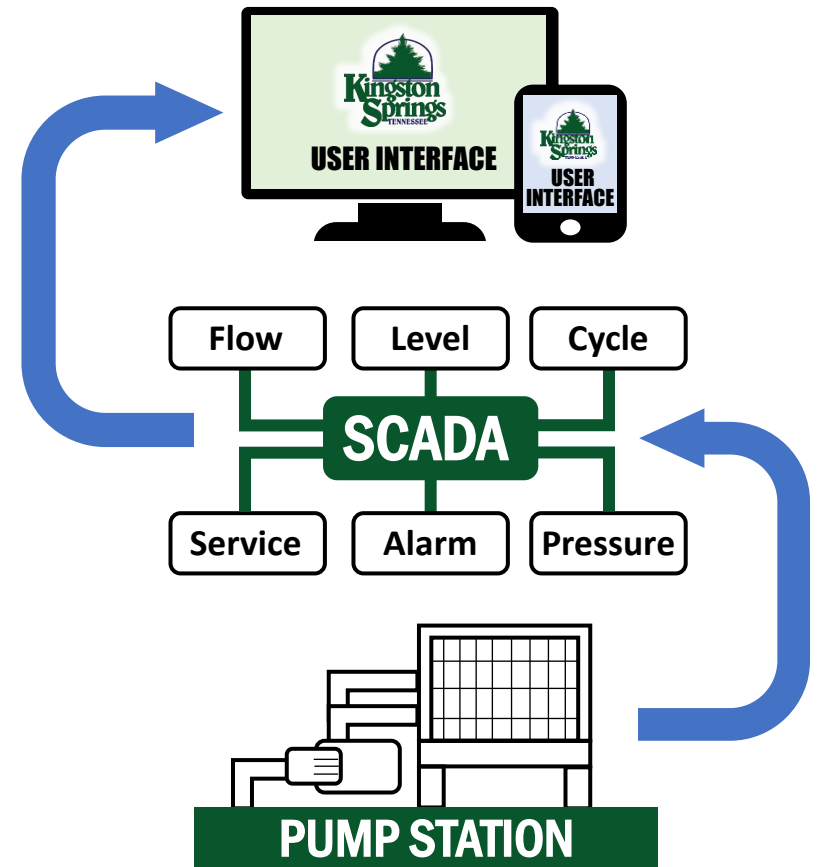 Kingston
Springs
TENNESSEE
USER INTERFACE
Kingston
Springs
USER
INTERFACE
Flow
Level
Cycle
SCADA
Service
Alarm
Pressure
PUMP STATION